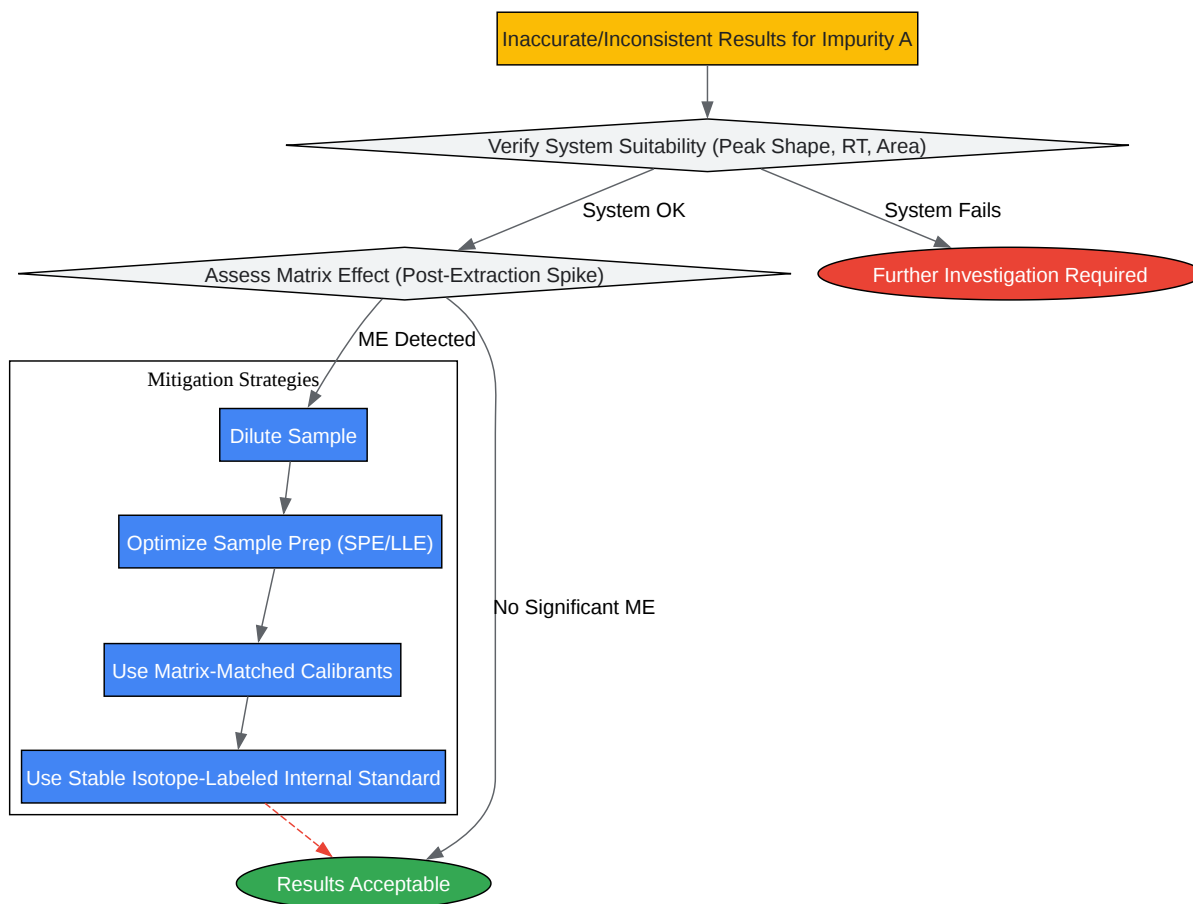 Inaccurate/Inconsistent Results for Impurity A
Verify System Suitability (Peak Shape, RT, Area)
System OK
System Fails
Assess Matrix Effect (Post-Extraction Spike)
Further Investigation Required
ME Detected
Mitigation Strategies
Dilute Sample
Optimize Sample Prep (SPE/LLE)
No Significant ME
Use Matrix-Matched Calibrants
Use Stable Isotope-Labeled Internal Standard
Results Acceptable